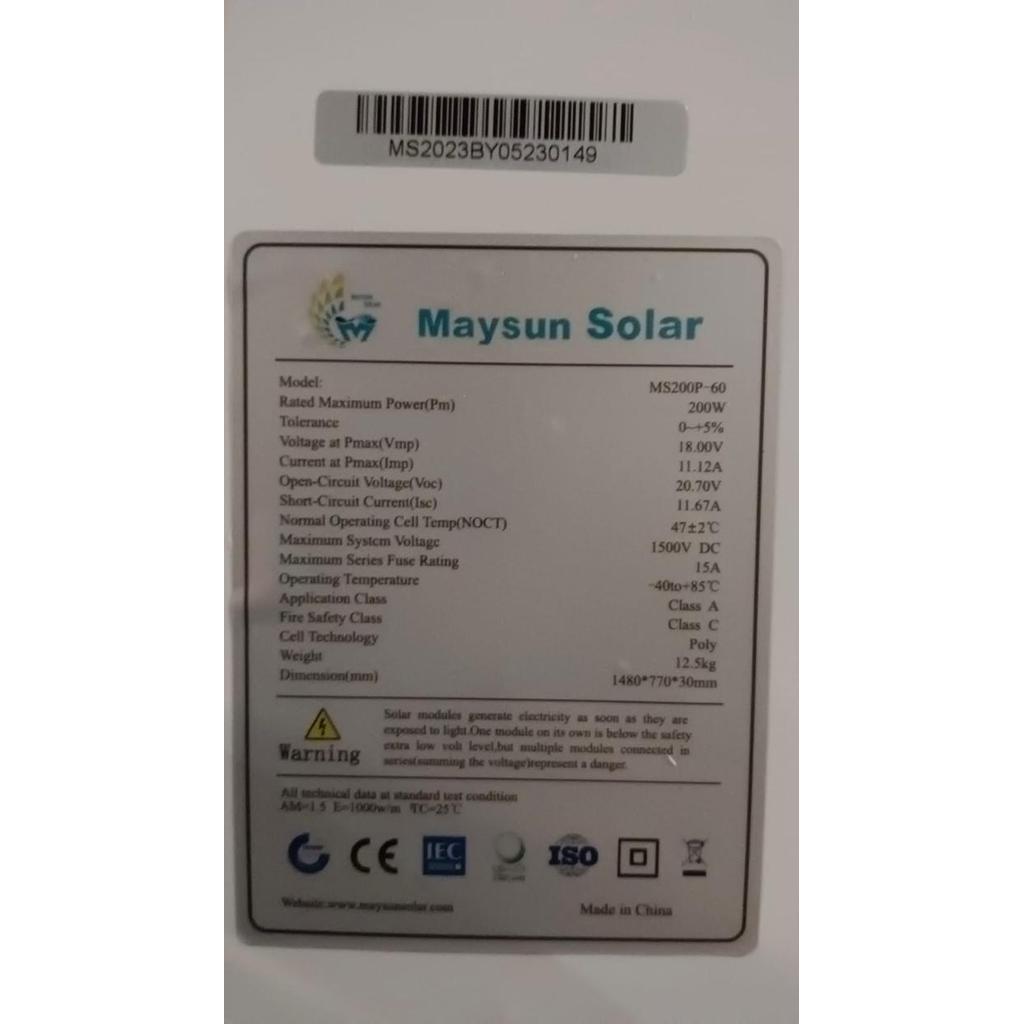 MS2023BY05230149
Maysun Solar
Model: MS200P-60
Rated Maximum Power(Pm) 200W
Tolerance 0~+5%
Voltage at Pmax(Vmp) 18.00V
Current at Pmax(Imp) 11.12A
Open-Circuit Voltage(Voc) 20.70V
Short-Circuit Current(Isc) 11.67A
Normal Operating Cell Temp(NOCT) 47±2℃
Maximum System Voltage 1500V DC
Maximum Series Fuse Rating 15A
Operating Temperature -40to+85℃
Application Class Class A
Fire Safety Class Class C
Cell Technology Poly
Weight 12.5kg
Dimension(mm) 1480*770*30mm
Solar modules generate electricity as soon as they are
exposed to light.One module on its own is below the safety
extra low volt level,but multiple modules connected in
series(summing the voltage)represent a danger.
Warning
All technical data at standard test condition
AM=1.5 E=1000w/m TC=25℃
CE IEC ISO
Website:www.maysunsolar.com Made in China